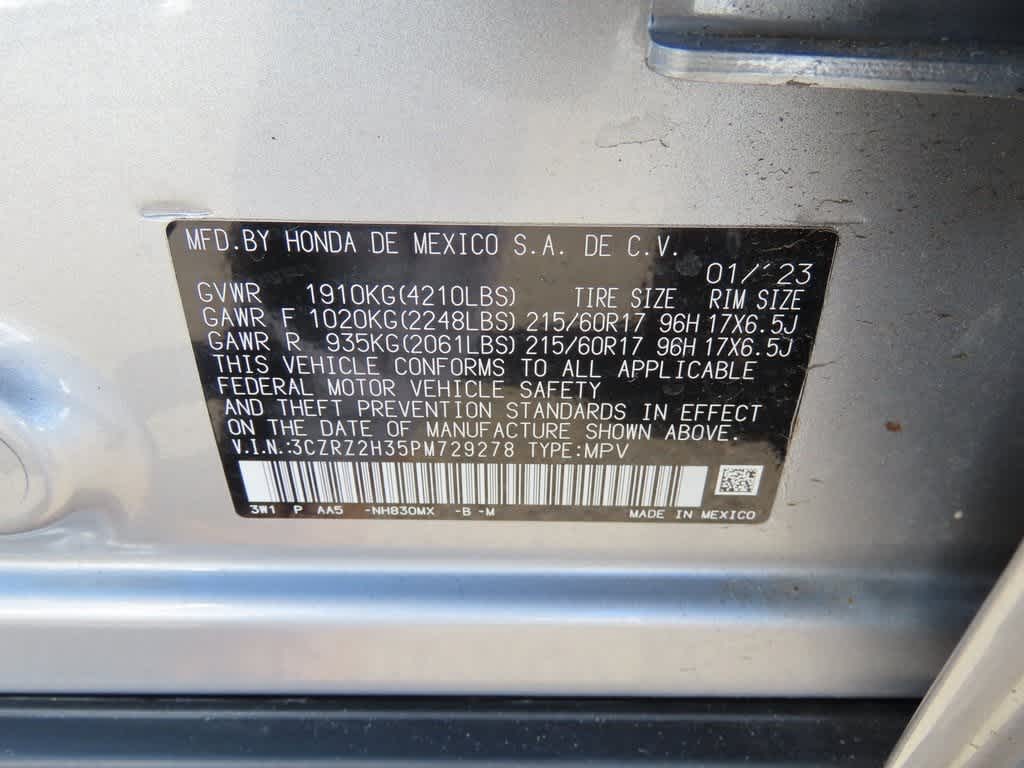 MFD.BY HONDA DE MEXICO S.A. DE C.V.
01/'23
GVWR 1910KG(4210LBS) TIRE SIZE RIM SIZE
GAWR F 1020KG(2248LBS) 215/60R17 96H 17X6.5J
GAWR R 935KG(2061LBS) 215/60R17 96H 17X6.5J
THIS VEHICLE CONFORMS TO ALL APPLICABLE
FEDERAL MOTOR VEHICLE SAFETY
AND THEFT PREVENTION STANDARDS IN EFFECT
ON THE DATE OF MANUFACTURE SHOWN ABOVE.
V.I.N.:3CZRZ2H35PM729278 TYPE:MPV
3W1 P AA5 -NH830MX -B -M MADE IN MEXICO